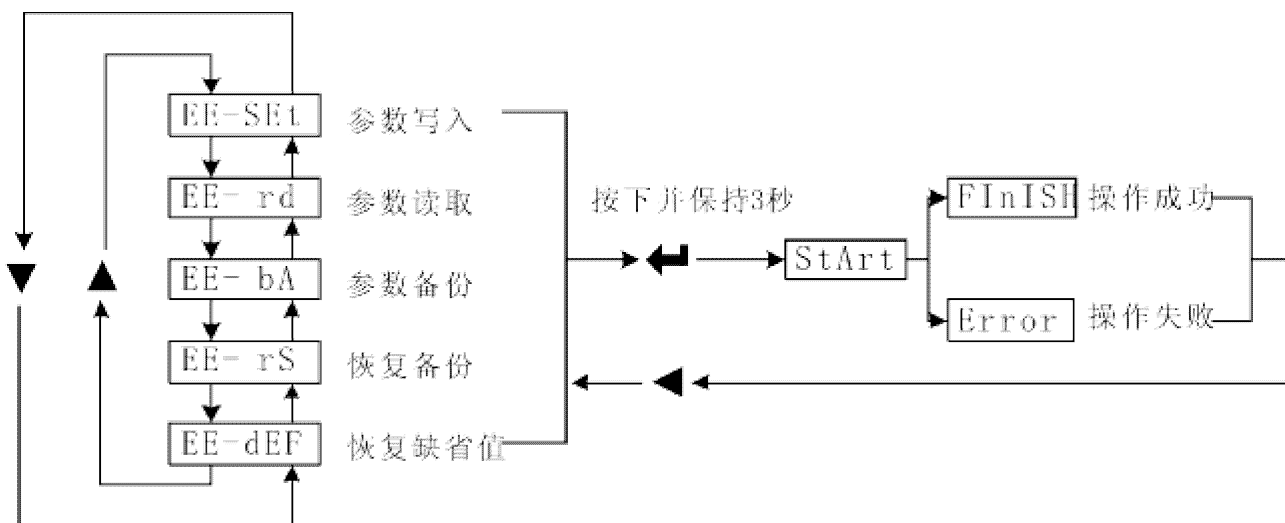 EE-SEt 参数写入
EE- rd 参数读取
EE- bA 参数备份
EE- rS 恢复备份
EE-dEF 恢复缺省值
按下并保持3秒
StArt
FInISH 操作成功
Error 操作失败